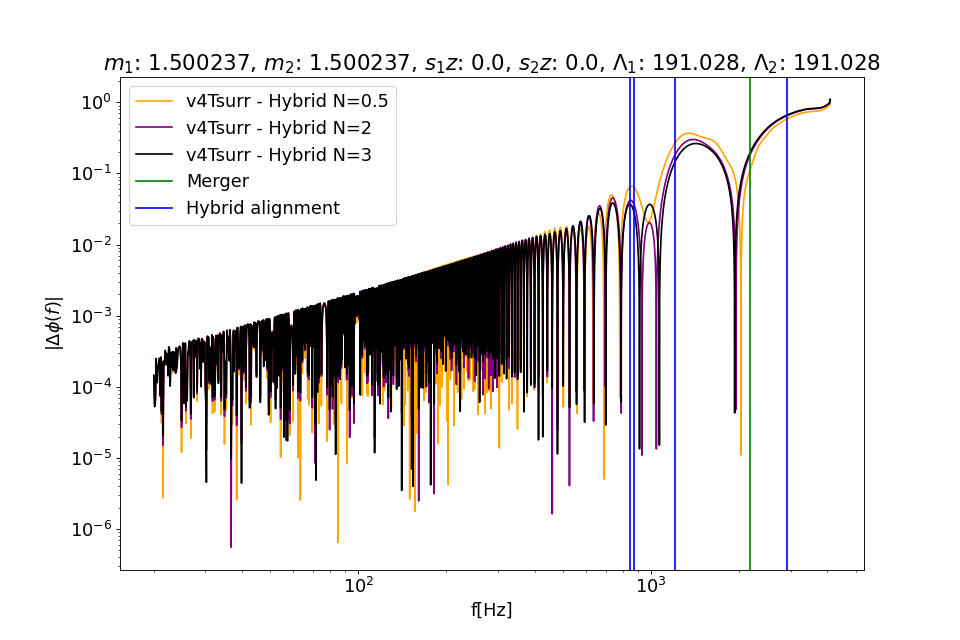 m₁: 1.500237, m₂: 1.500237, s₁z: 0.0, s₂z: 0.0, Λ₁: 191.028, Λ₂: 191.028
v4Tsurr - Hybrid N=0.5
v4Tsurr - Hybrid N=2
v4Tsurr - Hybrid N=3
Merger
Hybrid alignment
10⁰
10⁻¹
10⁻²
10⁻³
10⁻⁴
10⁻⁵
10⁻⁶
|Δϕ(f)|
10² 10³
f[Hz]